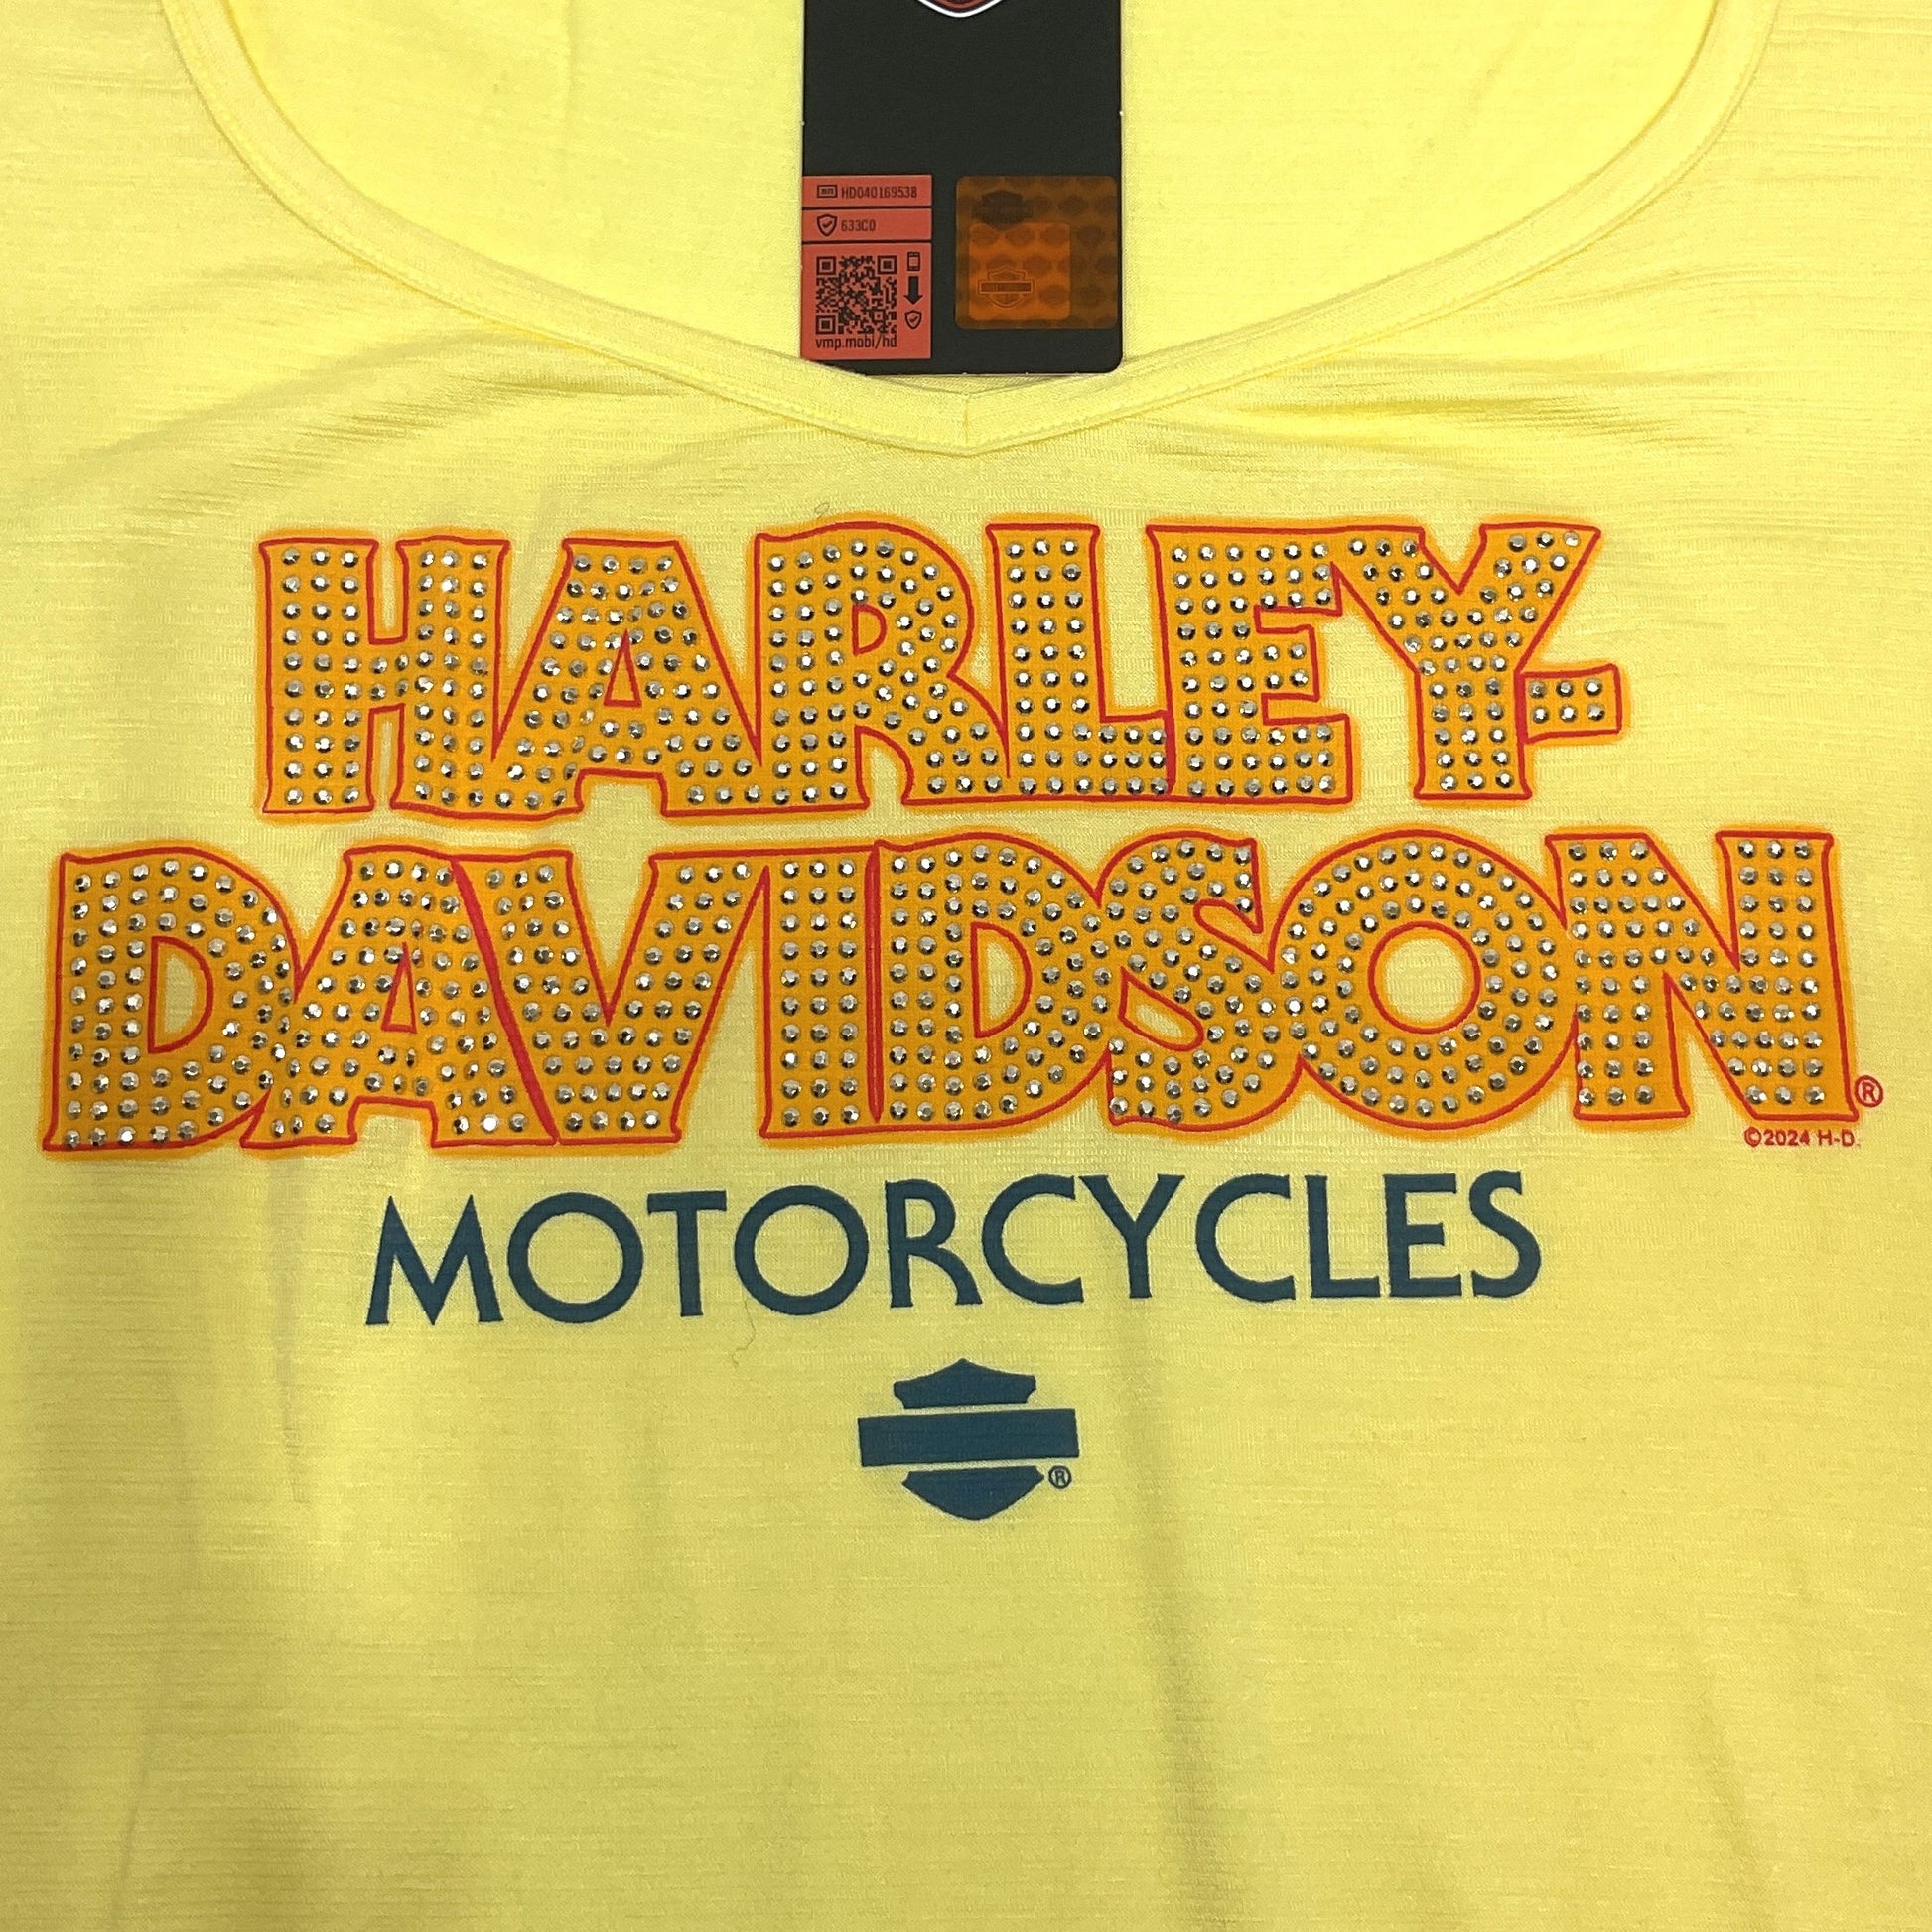 HD040169538
633C0
vmp.mobi/hd
HARLEY-
DAVIDSON®
©2024 H-D.
MOTORCYCLES
®